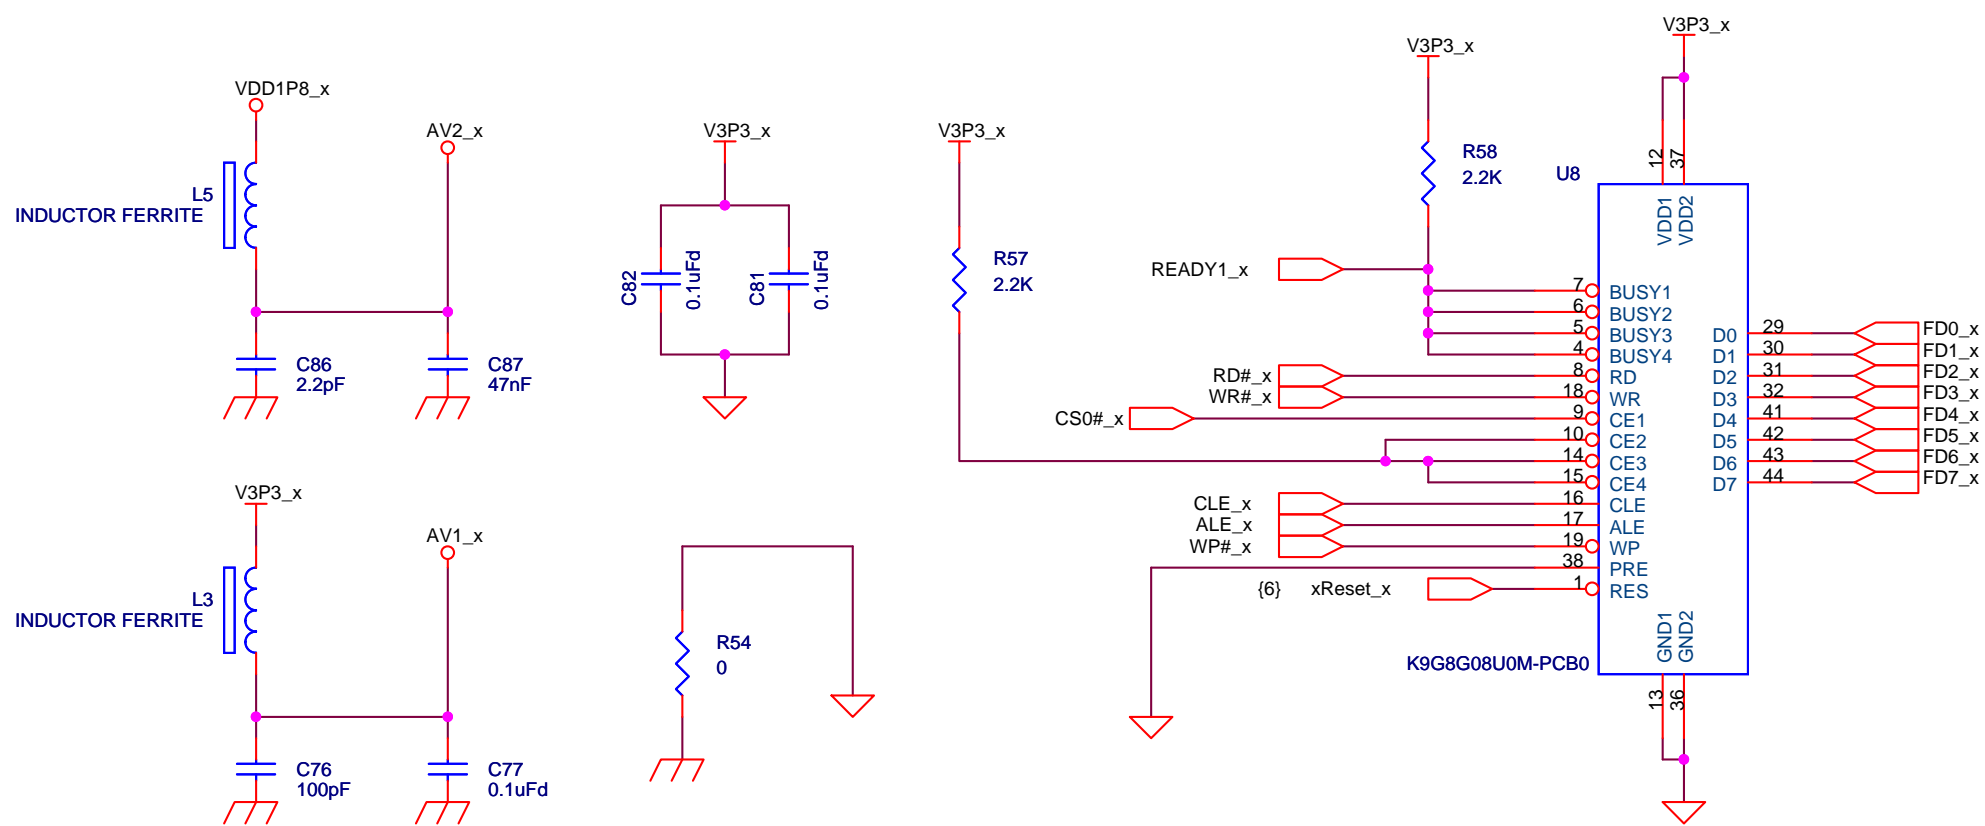 VDD1P8_x
L5
INDUCTOR FERRITE
AV2_x
C86
2.2pF
C87
47nF
V3P3_x
L3
INDUCTOR FERRITE
AV1_x
C76
100pF
C77
0.1uFd
V3P3_x
C82
0.1uFd
C81
0.1uFd
R54
0
V3P3_x
R57
2.2K
V3P3_x
R58
2.2K
V3P3_x
U8
12
37
VDD1
VDD2
READY1_x
7 BUSY1
6 BUSY2
5 BUSY3
4 BUSY4
RD#_x 8 RD
WR#_x 18 WR
CS0#_x 9 CE1
10 CE2
14 CE3
15 CE4
CLE_x 16 CLE
ALE_x 17 ALE
WP#_x 19 WP
38 PRE
{6} xReset_x 1 RES
D0 29 FD0_x
D1 30 FD1_x
D2 31 FD2_x
D3 32 FD3_x
D4 41 FD4_x
D5 42 FD5_x
D6 43 FD6_x
D7 44 FD7_x
GND1
GND2
K9G8G08U0M-PCB0
13
36